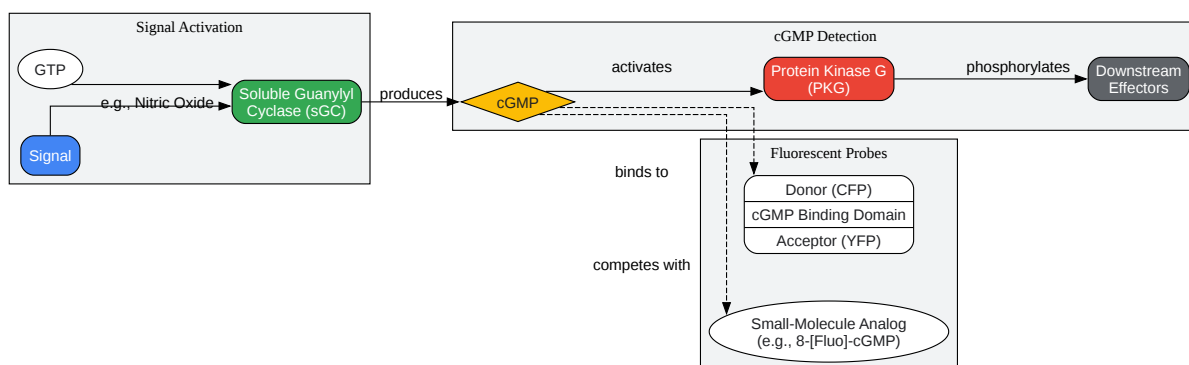 Signal Activation
GTP
e.g., Nitric Oxide
Signal
Soluble Guanylyl
Cyclase (sGC)
produces
cGMP Detection
cGMP
activates
Protein Kinase G
(PKG)
phosphorylates
Downstream
Effectors
Fluorescent Probes
binds to
Donor (CFP)
cGMP Binding Domain
Acceptor (YFP)
competes with
Small-Molecule Analog
(e.g., 8-[Fluo]-cGMP)